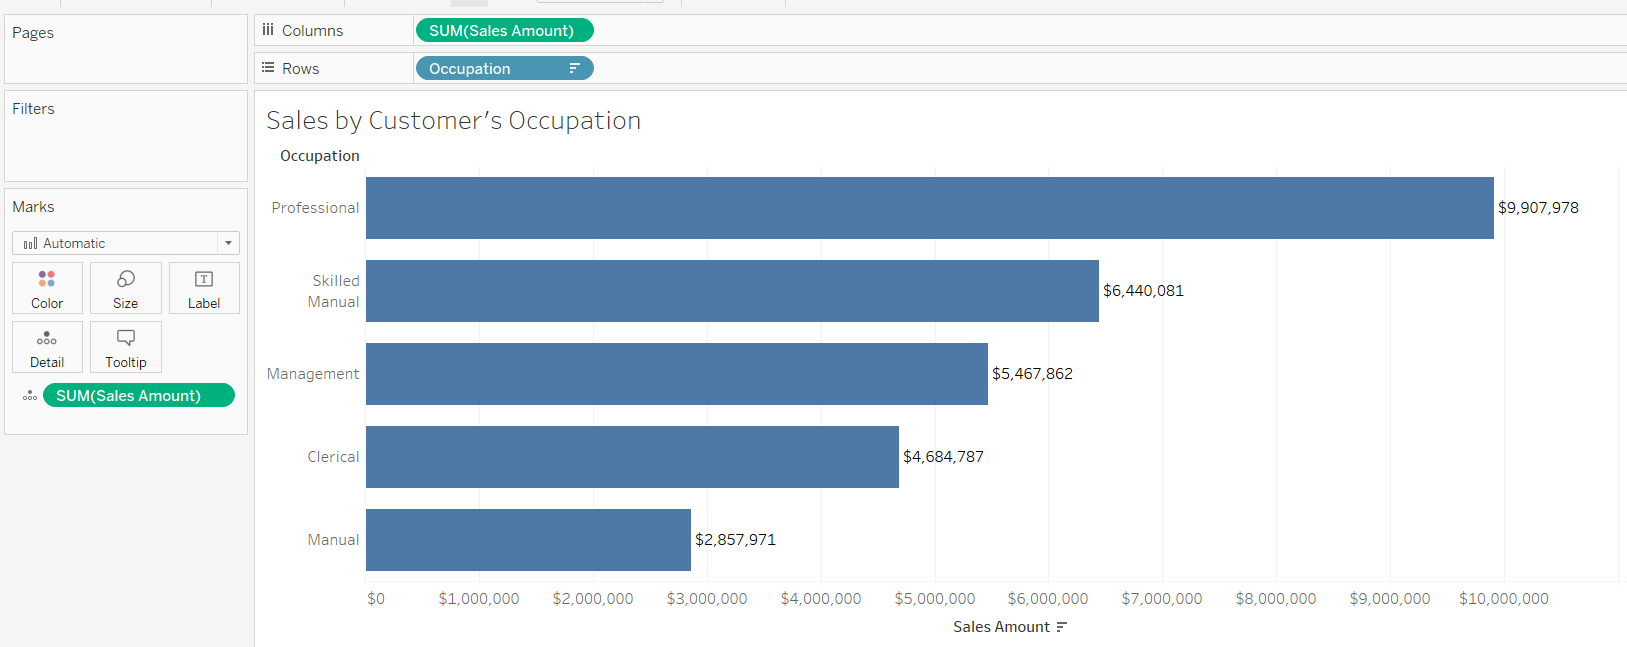 Pages
Filters
Marks
Automatic
Color
Size
Label
Detail
Tooltip
SUM(Sales Amount)
Columns
SUM(Sales Amount)
Rows
Occupation
Sales by Customer's Occupation
Occupation
Professional
$9,907,978
Skilled
Manual
$6,440,081
Management
$5,467,862
Clerical
$4,684,787
Manual
$2,857,971
$0
$1,000,000
$2,000,000
$3,000,000
$4,000,000
$5,000,000
$6,000,000
$7,000,000
$8,000,000
$9,000,000
$10,000,000
Sales Amount